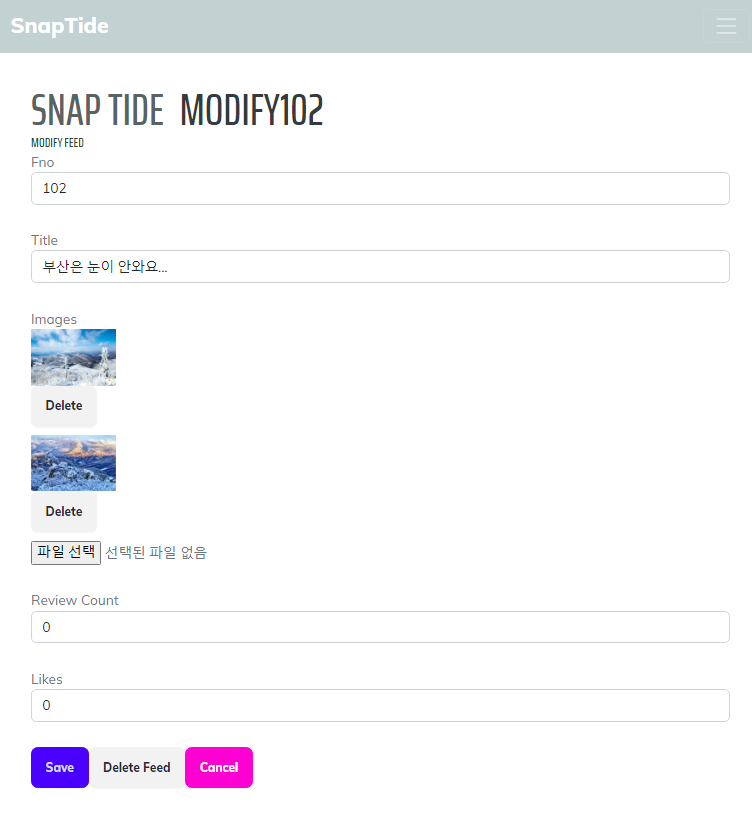 SnapTide
SNAP TIDE MODIFY102
MODIFY FEED
Fno
102
Title
부산은 눈이 안와요...
Images
Delete
Delete
파일 선택 선택된 파일 없음
Review Count
0
Likes
0
Save Delete Feed Cancel